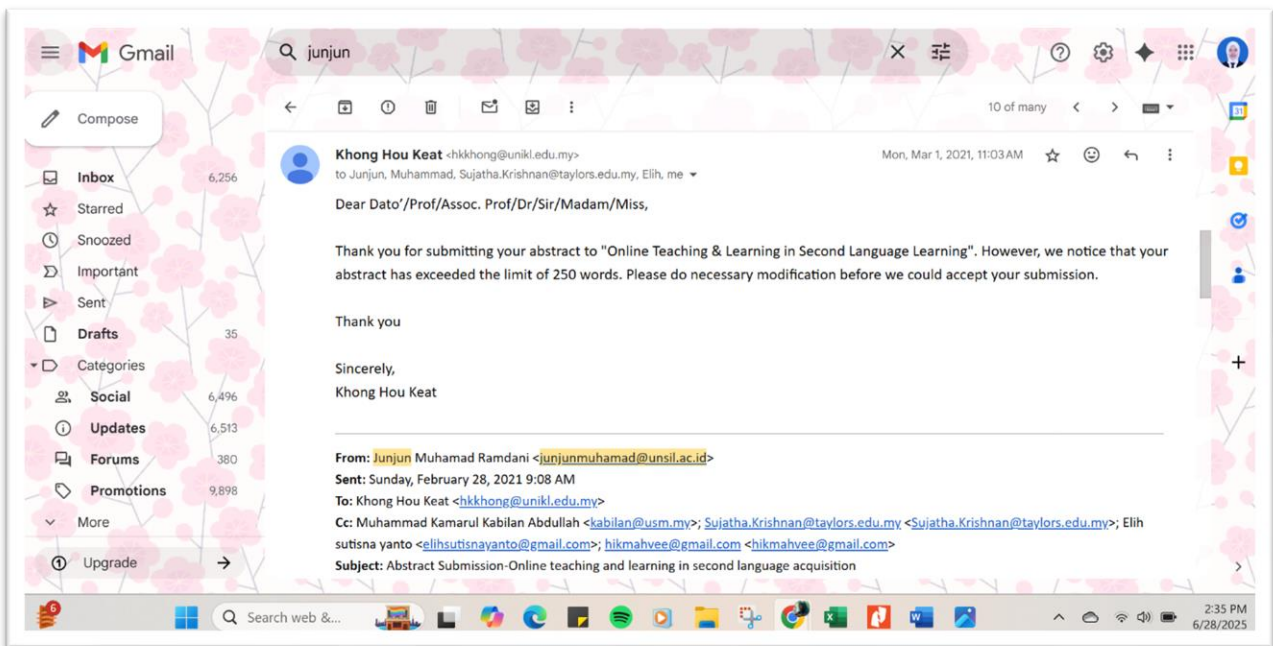 Gmail
junjun
Compose
10 of many
Inbox 6,256
Starred
Snoozed
Important
Sent
Drafts 35
Categories
Social 6,496
Updates 6,513
Forums 380
Promotions 9,898
More
Upgrade
Khong Hou Keat <hkkhong@unikl.edu.my>
Mon, Mar 1, 2021, 11:03 AM
to Junjun, Muhammad, Sujatha.Krishnan@taylors.edu.my, Elih, me
Dear Dato'/Prof/Assoc. Prof/Dr/Sir/Madam/Miss,
Thank you for submitting your abstract to "Online Teaching & Learning in Second Language Learning". However, we notice that your
abstract has exceeded the limit of 250 words. Please do necessary modification before we could accept your submission.
Thank you
Sincerely,
Khong Hou Keat
From: Junjun Muhamad Ramdani <junjunmuhamad@unsil.ac.id>
Sent: Sunday, February 28, 2021 9:08 AM
To: Khong Hou Keat <hkkhong@unikl.edu.my>
Cc: Muhammad Kamarul Kabilan Abdullah <kabilan@usm.my>; Sujatha.Krishnan@taylors.edu.my <Sujatha.Krishnan@taylors.edu.my>; Elih
sutisna yanto <elihsutisnayanto@gmail.com>; hikmahvee@gmail.com <hikmahvee@gmail.com>
Subject: Abstract Submission-Online teaching and learning in second language acquisition
31
6
Search web &...
2:35 PM
6/28/2025